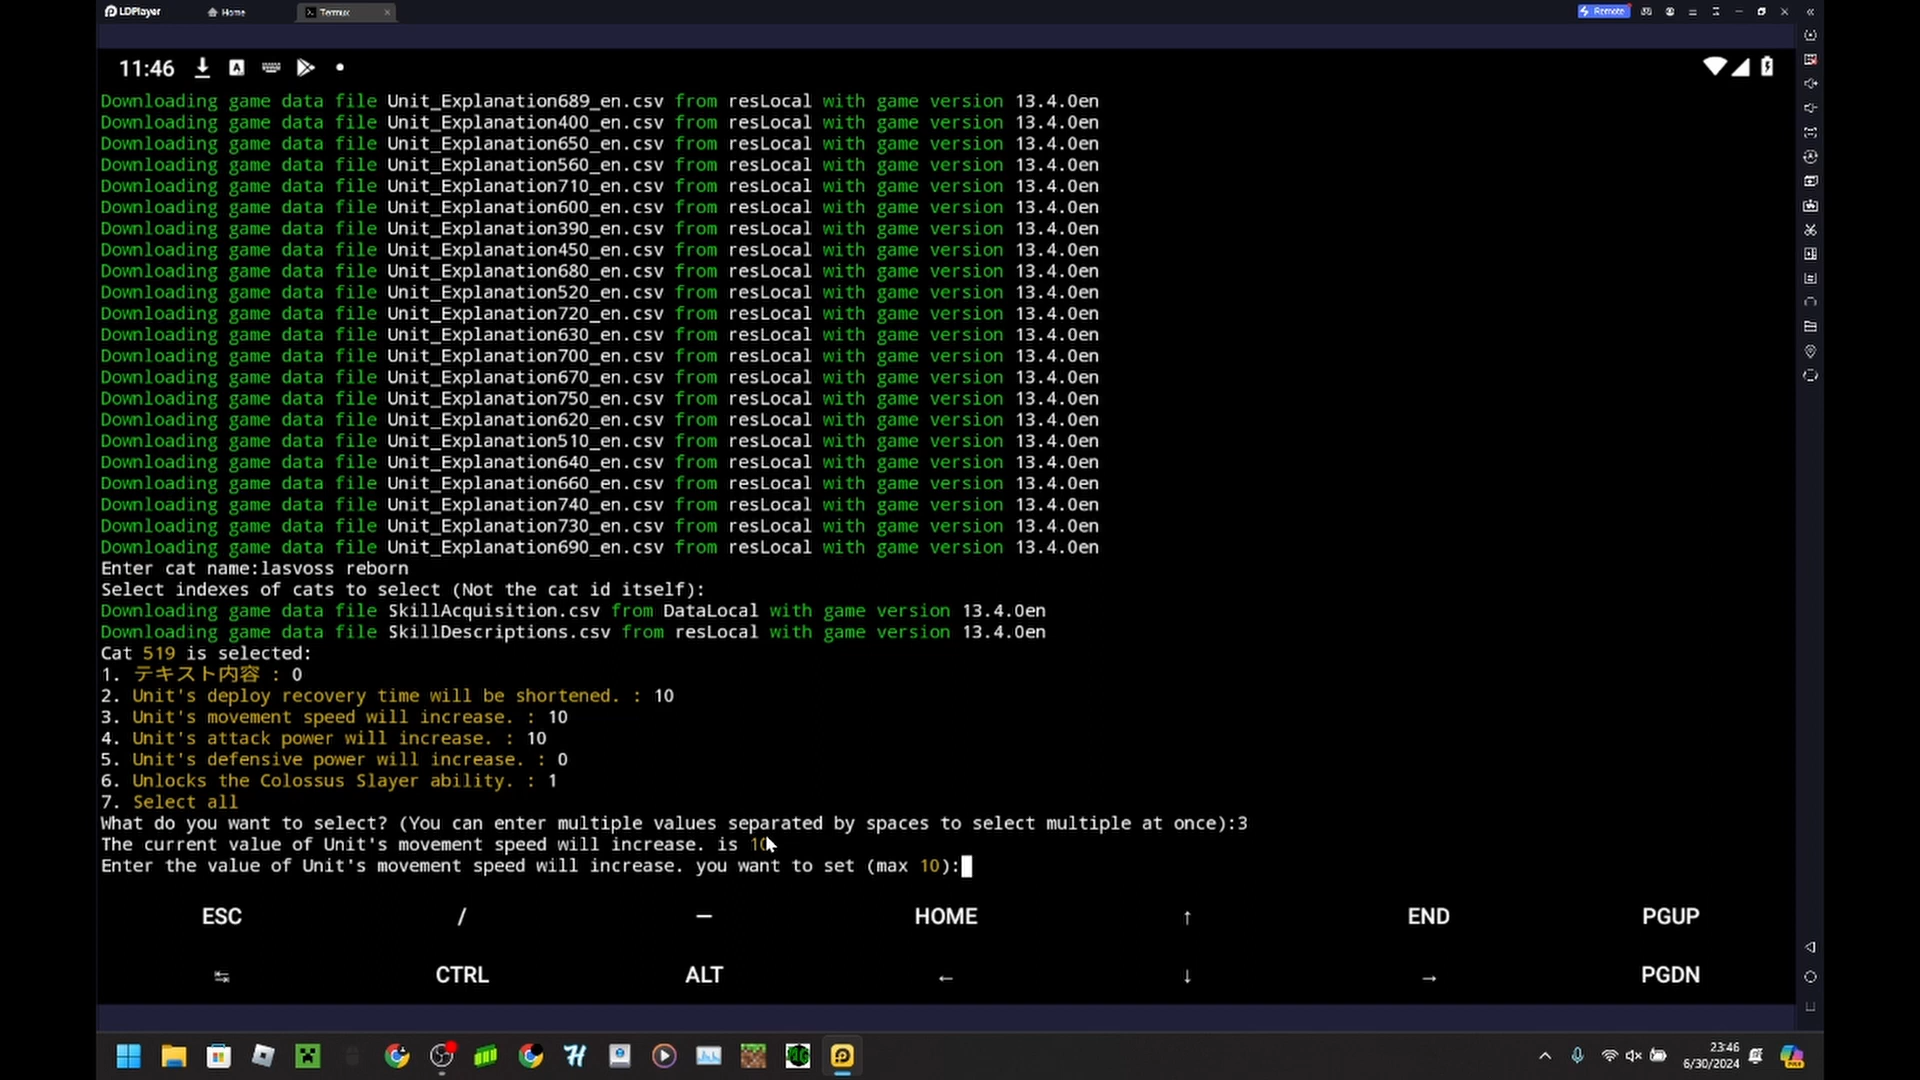 LDPlayer
Home
Termux
Remote
11:46
Downloading game data file Unit_Explanation689_en.csv from resLocal with game version 13.4.0en
Downloading game data file Unit_Explanation400_en.csv from resLocal with game version 13.4.0en
Downloading game data file Unit_Explanation650_en.csv from resLocal with game version 13.4.0en
Downloading game data file Unit_Explanation560_en.csv from resLocal with game version 13.4.0en
Downloading game data file Unit_Explanation710_en.csv from resLocal with game version 13.4.0en
Downloading game data file Unit_Explanation600_en.csv from resLocal with game version 13.4.0en
Downloading game data file Unit_Explanation390_en.csv from resLocal with game version 13.4.0en
Downloading game data file Unit_Explanation450_en.csv from resLocal with game version 13.4.0en
Downloading game data file Unit_Explanation680_en.csv from resLocal with game version 13.4.0en
Downloading game data file Unit_Explanation520_en.csv from resLocal with game version 13.4.0en
Downloading game data file Unit_Explanation720_en.csv from resLocal with game version 13.4.0en
Downloading game data file Unit_Explanation630_en.csv from resLocal with game version 13.4.0en
Downloading game data file Unit_Explanation700_en.csv from resLocal with game version 13.4.0en
Downloading game data file Unit_Explanation670_en.csv from resLocal with game version 13.4.0en
Downloading game data file Unit_Explanation750_en.csv from resLocal with game version 13.4.0en
Downloading game data file Unit_Explanation620_en.csv from resLocal with game version 13.4.0en
Downloading game data file Unit_Explanation510_en.csv from resLocal with game version 13.4.0en
Downloading game data file Unit_Explanation640_en.csv from resLocal with game version 13.4.0en
Downloading game data file Unit_Explanation660_en.csv from resLocal with game version 13.4.0en
Downloading game data file Unit_Explanation740_en.csv from resLocal with game version 13.4.0en
Downloading game data file Unit_Explanation730_en.csv from resLocal with game version 13.4.0en
Downloading game data file Unit_Explanation690_en.csv from resLocal with game version 13.4.0en
Enter cat name:lasvoss reborn
Select indexes of cats to select (Not the cat id itself):
Downloading game data file SkillAcquisition.csv from DataLocal with game version 13.4.0en
Downloading game data file SkillDescriptions.csv from resLocal with game version 13.4.0en
Cat 519 is selected:
1. テキスト内容 : 0
2. Unit's deploy recovery time will be shortened. : 10
3. Unit's movement speed will increase. : 10
4. Unit's attack power will increase. : 10
5. Unit's defensive power will increase. : 0
6. Unlocks the Colossus Slayer ability. : 1
7. Select all
What do you want to select? (You can enter multiple values separated by spaces to select multiple at once):3
The current value of Unit's movement speed will increase. is 10
Enter the value of Unit's movement speed will increase. you want to set (max 10):
ESC / — HOME ↑ END PGUP
⇆ CTRL ALT ← ↓ → PGDN
23:46
6/30/2024